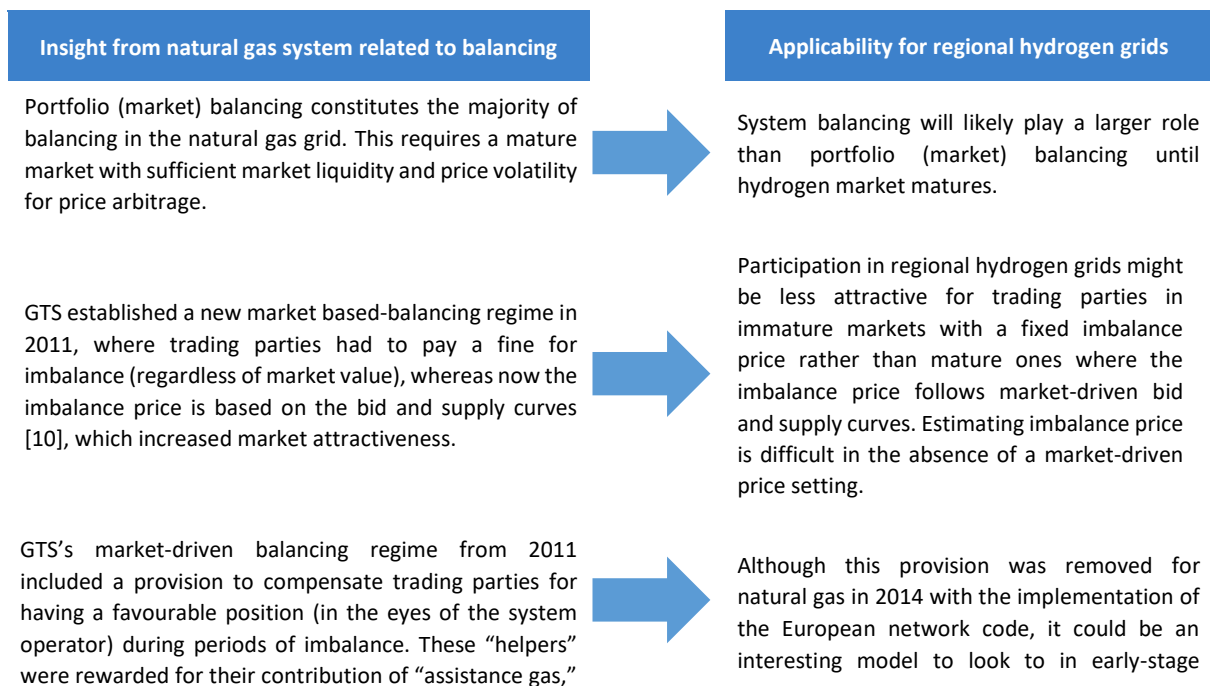 Insight from natural gas system related to balancing
Applicability for regional hydrogen grids
Portfolio (market) balancing constitutes the majority of
balancing in the natural gas grid. This requires a mature
market with sufficient market liquidity and price volatility
for price arbitrage.
System balancing will likely play a larger role
than portfolio (market) balancing until
hydrogen market matures.
GTS established a new market based-balancing regime in
2011, where trading parties had to pay a fine for
imbalance (regardless of market value), whereas now the
imbalance price is based on the bid and supply curves
[10], which increased market attractiveness.
Participation in regional hydrogen grids might
be less attractive for trading parties in
immature markets with a fixed imbalance
price rather than mature ones where the
imbalance price follows market-driven bid
and supply curves. Estimating imbalance price
is difficult in the absence of a market-driven
price setting.
GTS’s market-driven balancing regime from 2011
included a provision to compensate trading parties for
having a favourable position (in the eyes of the system
operator) during periods of imbalance. These “helpers”
were rewarded for their contribution of “assistance gas,”
Although this provision was removed for
natural gas in 2014 with the implementation of
the European network code, it could be an
interesting model to look to in early-stage